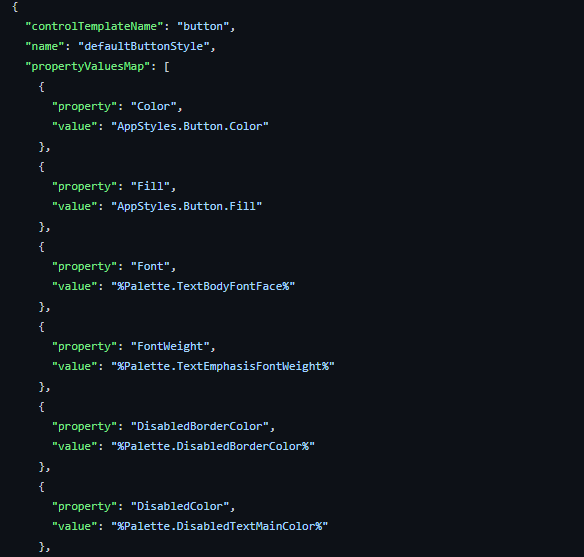 {
"controlTemplateName": "button",
"name": "defaultButtonStyle",
"propertyValuesMap": [
{
"property": "Color",
"value": "AppStyles.Button.Color"
},
{
"property": "Fill",
"value": "AppStyles.Button.Fill"
},
{
"property": "Font",
"value": "%Palette.TextBodyFontFace%"
},
{
"property": "FontWeight",
"value": "%Palette.TextEmphasisFontWeight%"
},
{
"property": "DisabledBorderColor",
"value": "%Palette.DisabledBorderColor%"
},
{
"property": "DisabledColor",
"value": "%Palette.DisabledTextMainColor%"
},